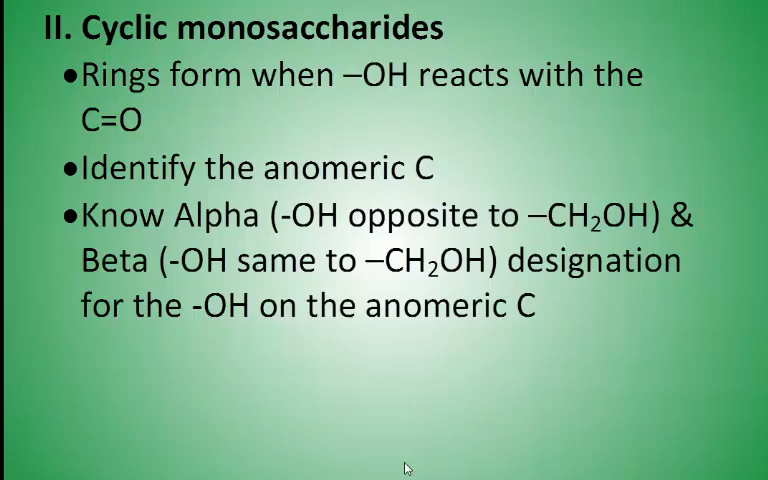 II. Cyclic monosaccharides
•Rings form when –OH reacts with the
C=O
•Identify the anomeric C
•Know Alpha (-OH opposite to –CH₂OH) &
Beta (-OH same to –CH₂OH) designation
for the -OH on the anomeric C